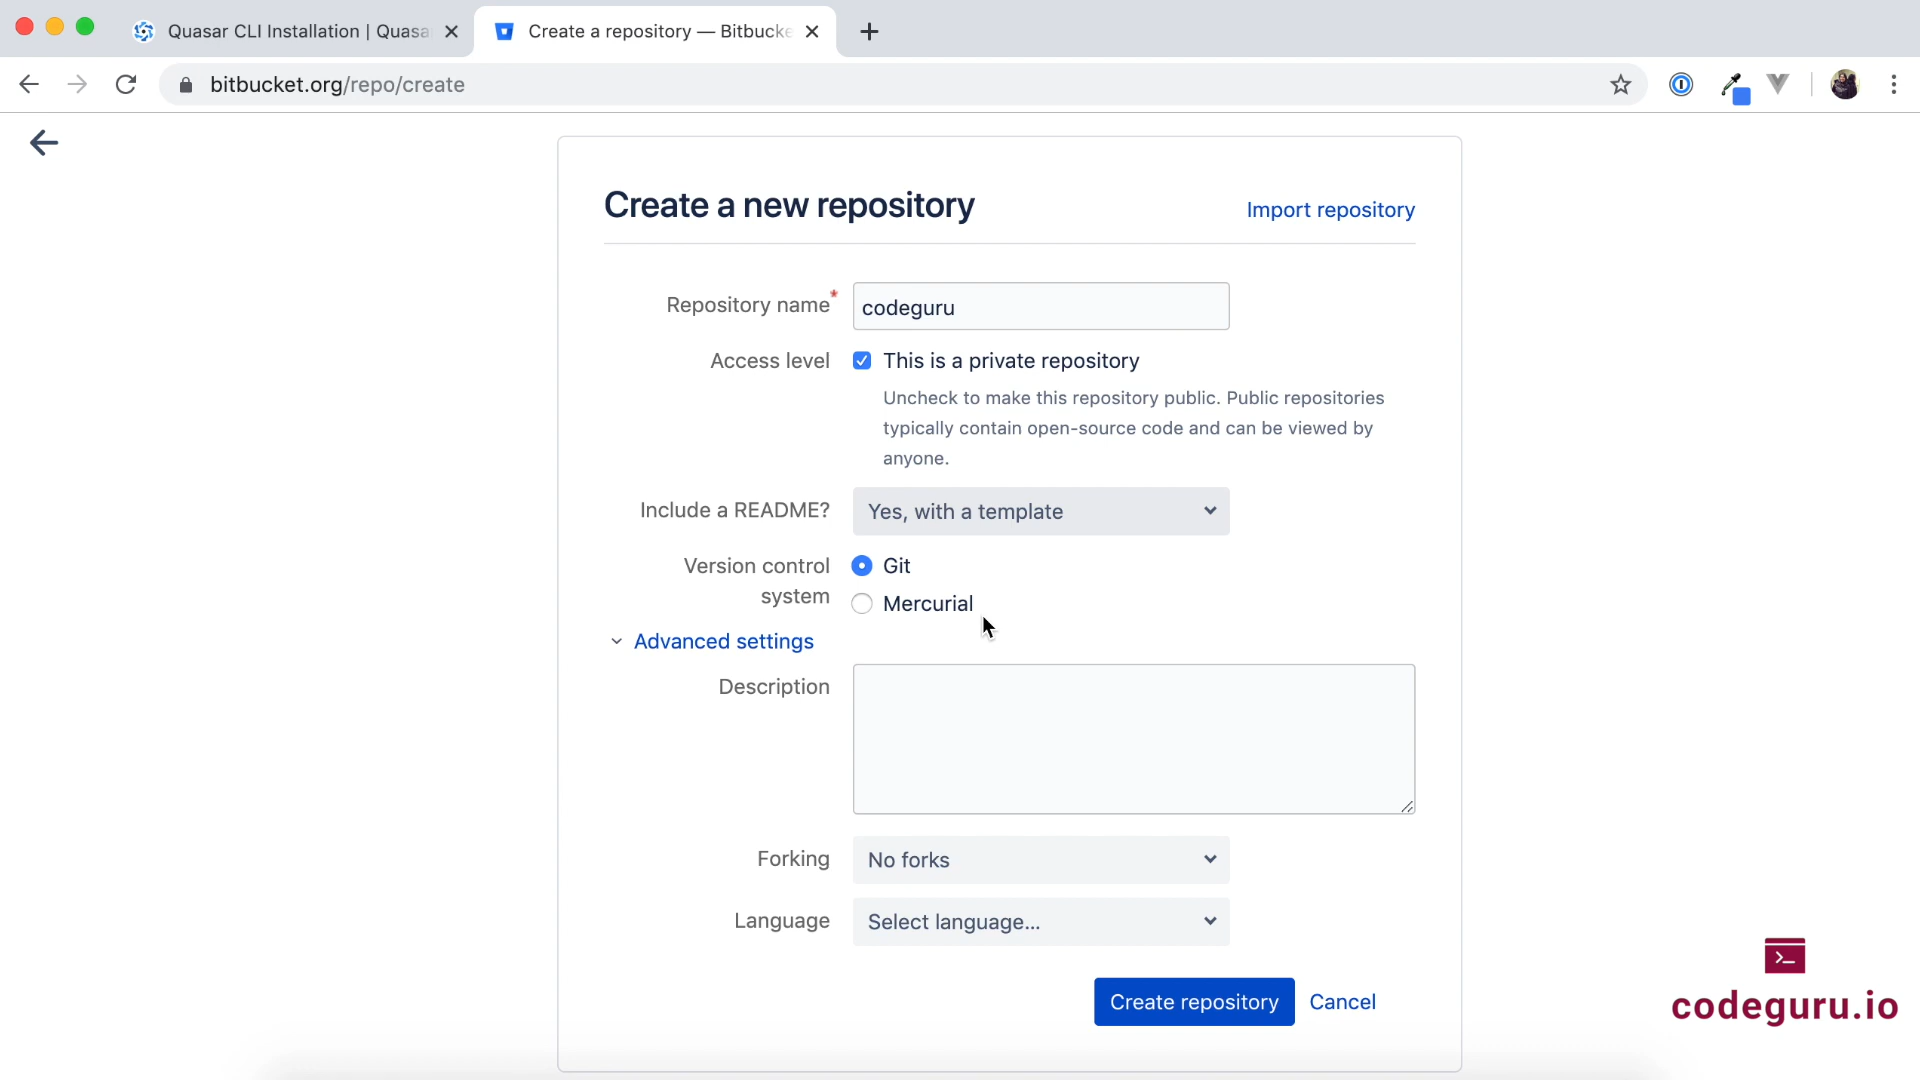 Quasar CLI Installation | Quasa
Create a repository — Bitbucke
bitbucket.org/repo/create
Create a new repository
Import repository
Repository name*
codeguru
Access level
This is a private repository
Uncheck to make this repository public. Public repositories
typically contain open-source code and can be viewed by
anyone.
Include a README?
Yes, with a template
Version control
system
Git
Mercurial
Advanced settings
Description
Forking
No forks
Language
Select language...
Create repository
Cancel
codeguru.io